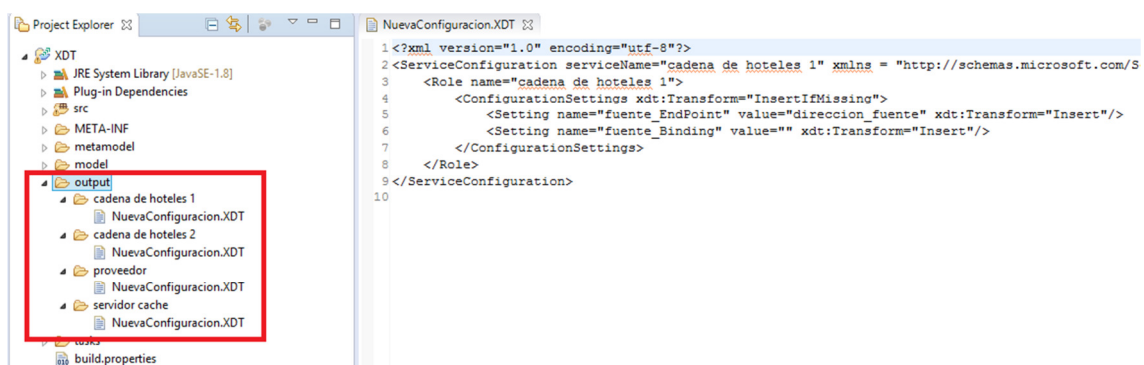 Project Explorer
XDT
JRE System Library [JavaSE-1.8]
Plug-in Dependencies
src
META-INF
metamodel
model
output
cadena de hoteles 1
NuevaConfiguracion.XDT
cadena de hoteles 2
NuevaConfiguracion.XDT
proveedor
NuevaConfiguracion.XDT
servidor cache
NuevaConfiguracion.XDT
tasks
build.properties
NuevaConfiguracion.XDT
1 <?xml version="1.0" encoding="utf-8"?>
2 <ServiceConfiguration serviceName="cadena de hoteles 1" xmlns = "http://schemas.microsoft.com/S
3 <Role name="cadena de hoteles 1">
4 <ConfigurationSettings xdt:Transform="InsertIfMissing">
5 <Setting name="fuente_EndPoint" value="direccion_fuente" xdt:Transform="Insert"/>
6 <Setting name="fuente_Binding" value="" xdt:Transform="Insert"/>
7 </ConfigurationSettings>
8 </Role>
9 </ServiceConfiguration>
10